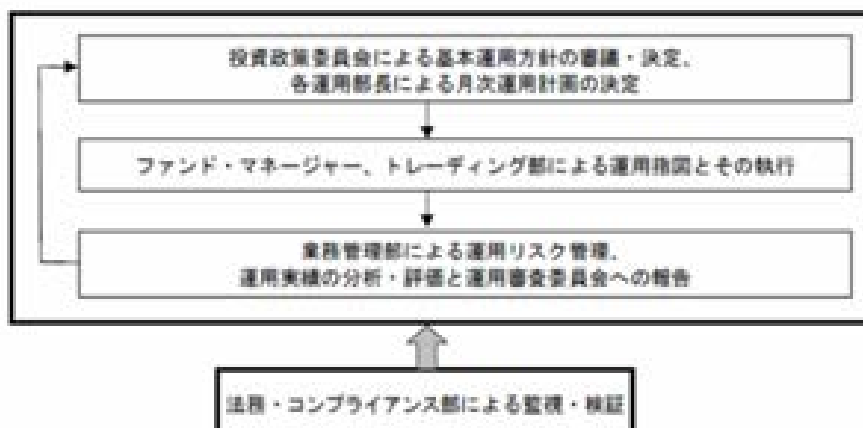 投資政策委員会による基本運用方針の審議・決定、
各運用部長による月次運用計画の決定
ファンド・マネージャー、トレーディング部による運用指図とその執行
業務管理部による運用リスク管理、
運用実績の分析・評価と運用審査委員会への報告
法務・コンプライアンス部による監視・検証